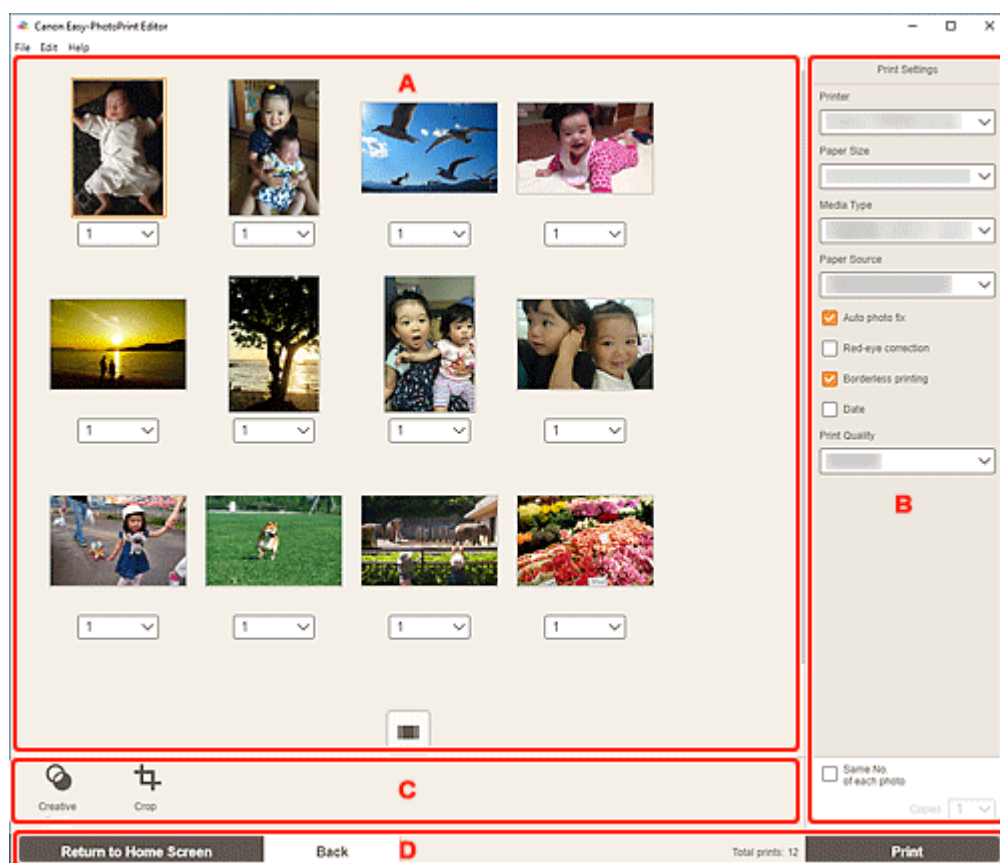 Canon Easy-PhotoPrint Editor
File Edit Help
A
1 1 1 1
1 1 1 1
1 1 1 1
Print Settings
Printer
Paper Size
Media Type
Paper Source
Auto photo fix
Red-eye correction
Borderless printing
Date
Print Quality
B
Same No.
of each photo
Copies 1
Creative Crop
C
Return to Home Screen Back D Total prints: 12 Print